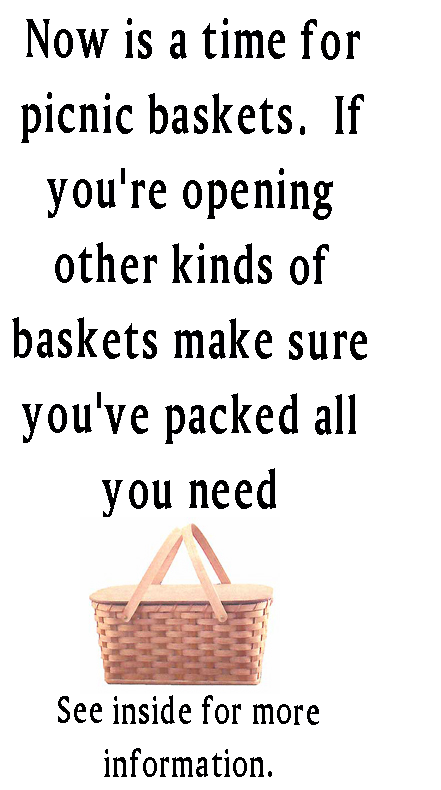 Now is a time for
picnic baskets.  If
you're opening
other kinds of
baskets make sure
you've packed all
you need
See inside for more
information.